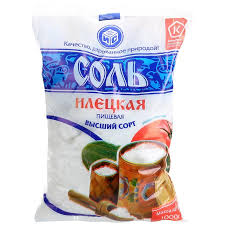 Качество, дарованное природой!
СОЛЬ
ИЛЕЦКАЯ
ПИЩЕВАЯ
ВЫСШИЙ СОРТ
К
1000г